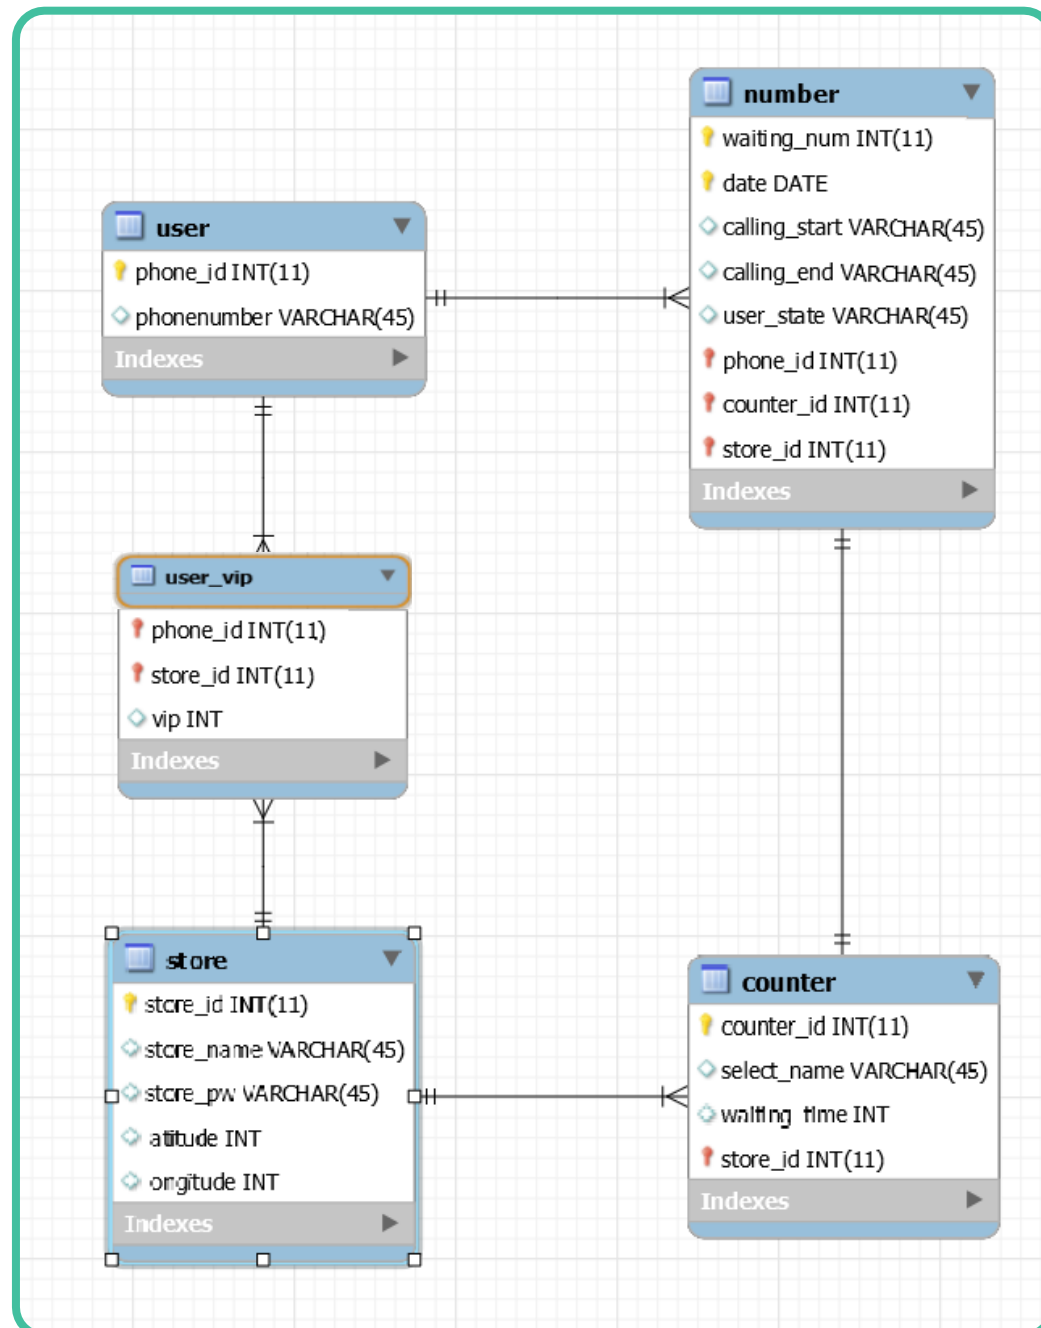 number
waiting_num INT(11)
date DATE
calling_start VARCHAR(45)
calling_end VARCHAR(45)
user_state VARCHAR(45)
phone_id INT(11)
counter_id INT(11)
store_id INT(11)
Indexes
user
phone_id INT(11)
phonenumber VARCHAR(45)
Indexes
user_vip
phone_id INT(11)
store_id INT(11)
vip INT
Indexes
store
store_id INT(11)
store_name VARCHAR(45)
store_pw VARCHAR(45)
atitude INT
ongitude INT
Indexes
counter
counter_id INT(11)
select_name VARCHAR(45)
waiting_time INT
store_id INT(11)
Indexes